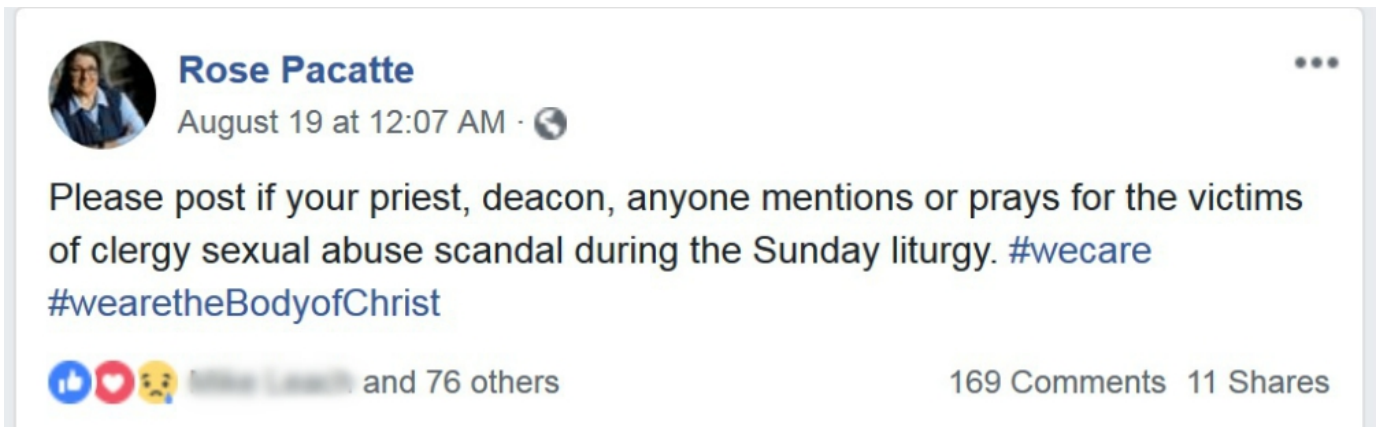 Rose Pacatte
August 19 at 12:07 AM ·
Please post if your priest, deacon, anyone mentions or prays for the victims
of clergy sexual abuse scandal during the Sunday liturgy. #wecare
#wearetheBodyofChrist
and 76 others 169 Comments 11 Shares